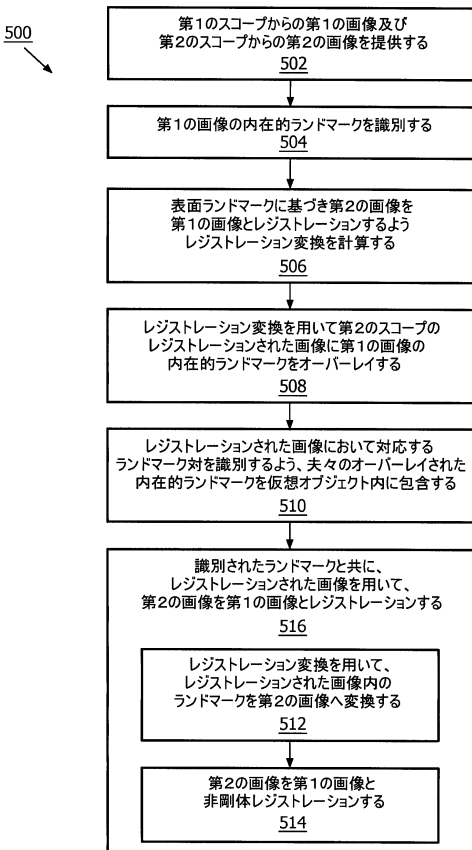 500
第1のスコープからの第1の画像及び
第2のスコープからの第2の画像を提供する
502
第1の画像の内在的ランドマークを識別する
504
表面ランドマークに基づき第2の画像を
第1の画像とレジストレーションするよう
レジストレーション変換を計算する
506
レジストレーション変換を用いて第2のスコープの
レジストレーションされた画像に第1の画像の
内在的ランドマークをオーバーレイする
508
レジストレーションされた画像において対応する
ランドマーク対を識別するよう、夫々のオーバーレイされた
内在的ランドマークを仮想オブジェクト内に包含する
510
識別されたランドマークと共に、
レジストレーションされた画像を用いて、
第2の画像を第1の画像とレジストレーションする
516
レジストレーション変換を用いて、
レジストレーションされた画像内の
ランドマークを第2の画像へ変換する
512
第2の画像を第1の画像と
非剛体レジストレーションする
514